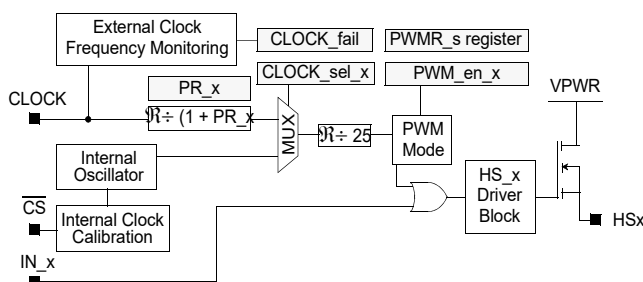 External Clock
Frequency Monitoring
CLOCK_fail
PWMR_s register
PR_x
CLOCK_sel_x
PWM_en_x
VPWR
CLOCK
ℜ÷ (1 + PR_x
MUX
ℜ÷ 25
PWM
Mode
Internal
Oscillator
HS_x
Driver
Block
CS
Internal Clock
Calibration
HSx
IN_x